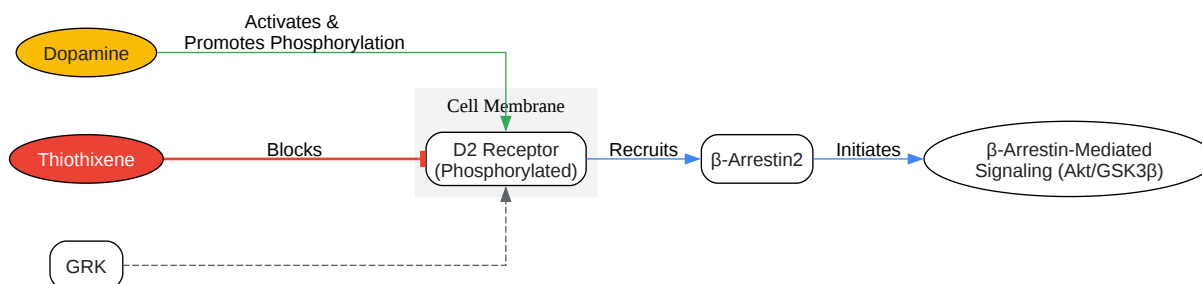 Activates &
Promotes Phosphorylation
Dopamine
Cell Membrane
Thiothixene
Blocks
D2 Receptor
(Phosphorylated)
Recruits
β-Arrestin2
Initiates
β-Arrestin-Mediated
Signaling (Akt/GSK3β)
GRK